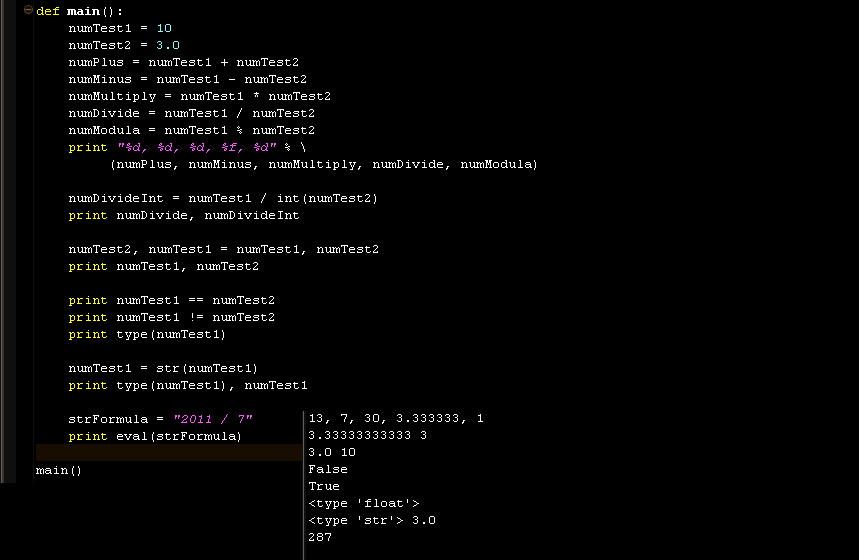 def main():
    numTest1 = 10
    numTest2 = 3.0
    numPlus = numTest1 + numTest2
    numMinus = numTest1 - numTest2
    numMultiply = numTest1 * numTest2
    numDivide = numTest1 / numTest2
    numModula = numTest1 % numTest2
    print "%d, %d, %d, %f, %d" % \
         (numPlus, numMinus, numMultiply, numDivide, numModula)
    numDivideInt = numTest1 / int(numTest2)
    print numDivide, numDivideInt
    numTest2, numTest1 = numTest1, numTest2
    print numTest1, numTest2
    print numTest1 == numTest2
    print numTest1 != numTest2
    print type(numTest1)
    numTest1 = str(numTest1)
    print type(numTest1), numTest1
    strFormula = "2011 / 7"
    print eval(strFormula)
main()
13, 7, 30, 3.333333, 1
3.33333333333 3
3.0 10
False
True
<type 'float'>
<type 'str'> 3.0
287